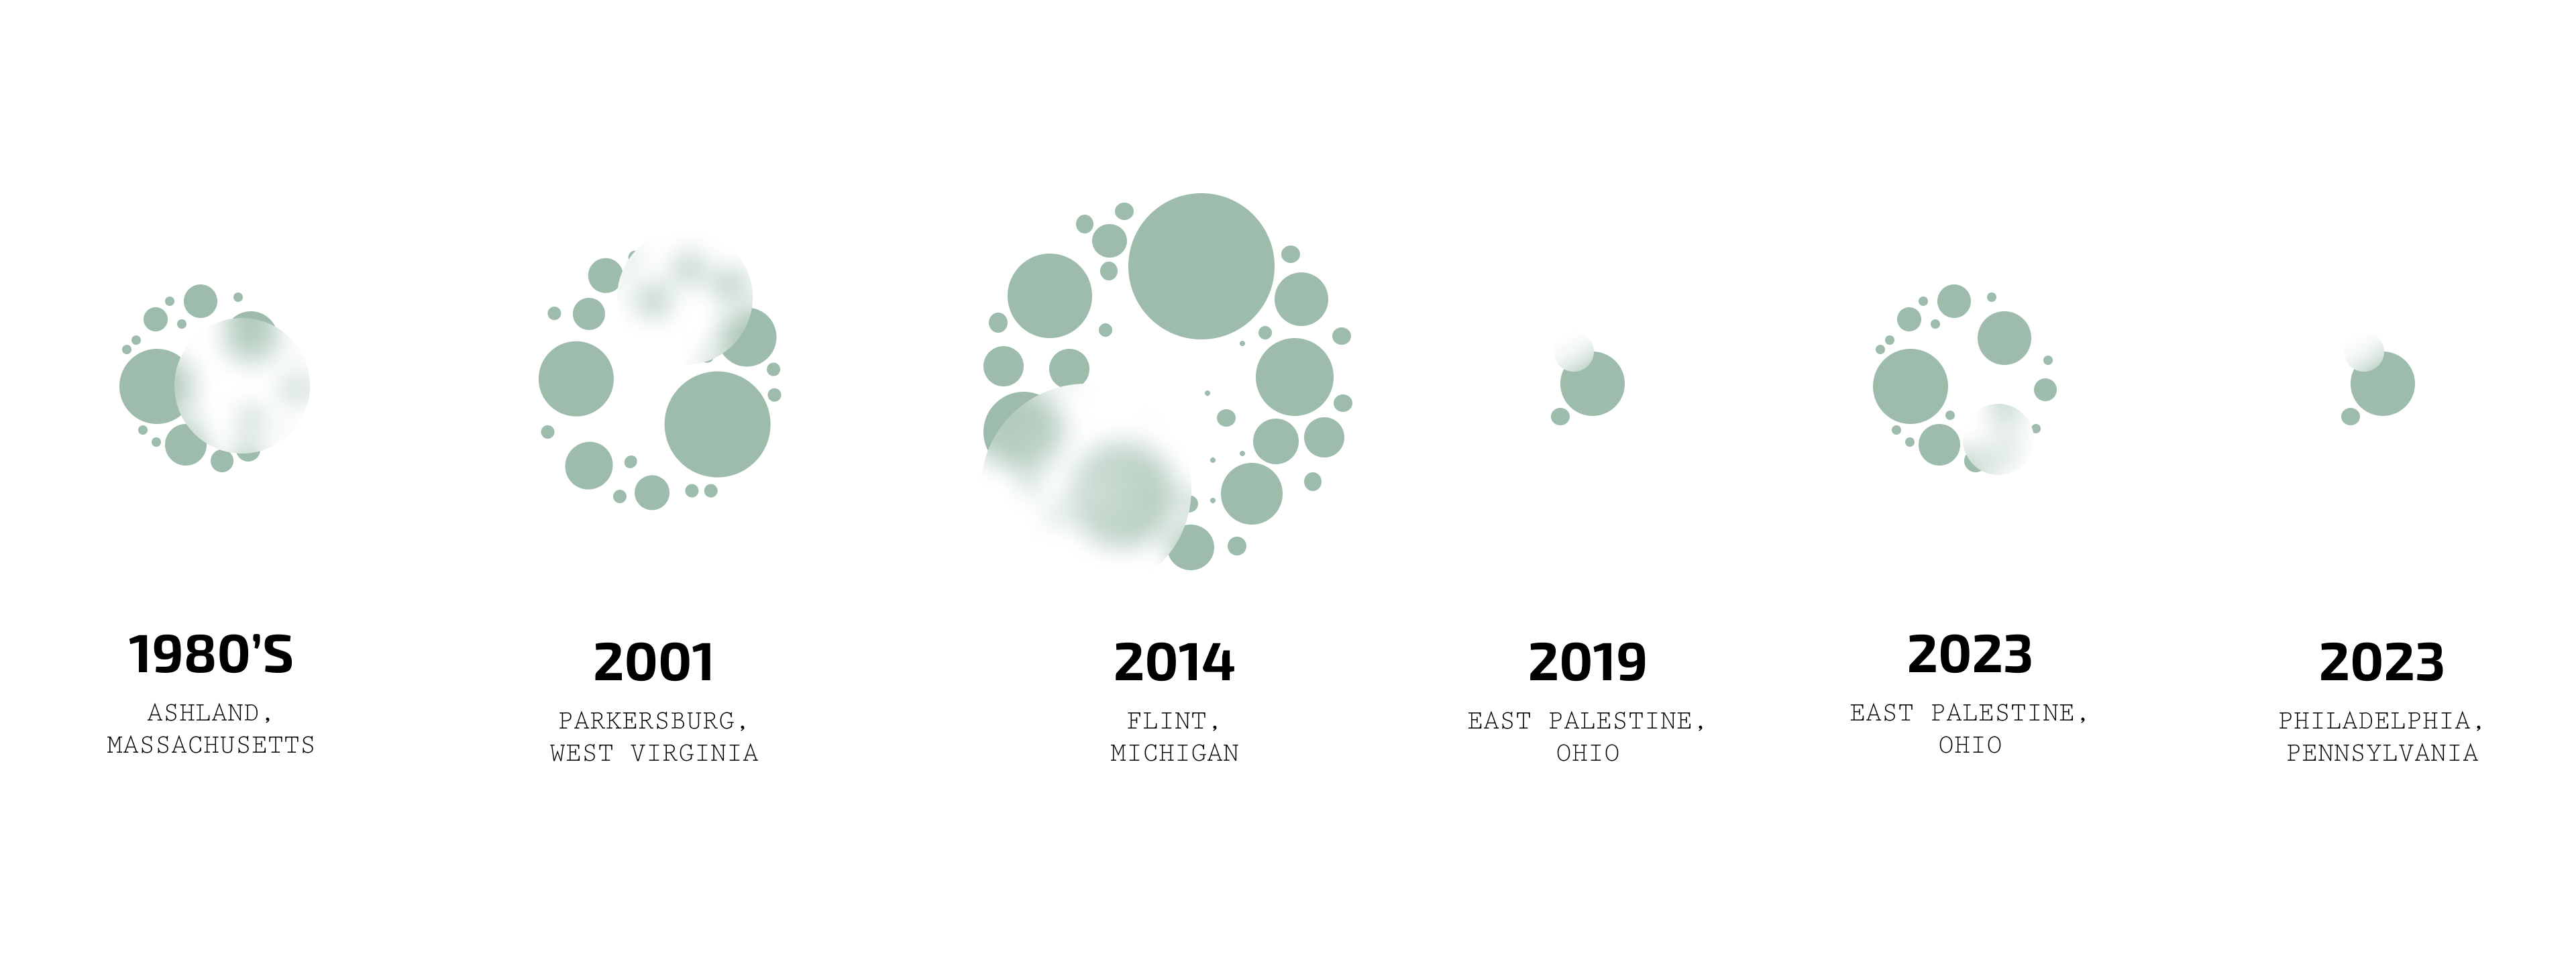 1980’S
ASHLAND,
MASSACHUSETTS
2001
PARKERSBURG,
WEST VIRGINIA
2014
FLINT,
MICHIGAN
2019
EAST PALESTINE,
OHIO
2023
EAST PALESTINE,
OHIO
2023
PHILADELPHIA,
PENNSYLVANIA